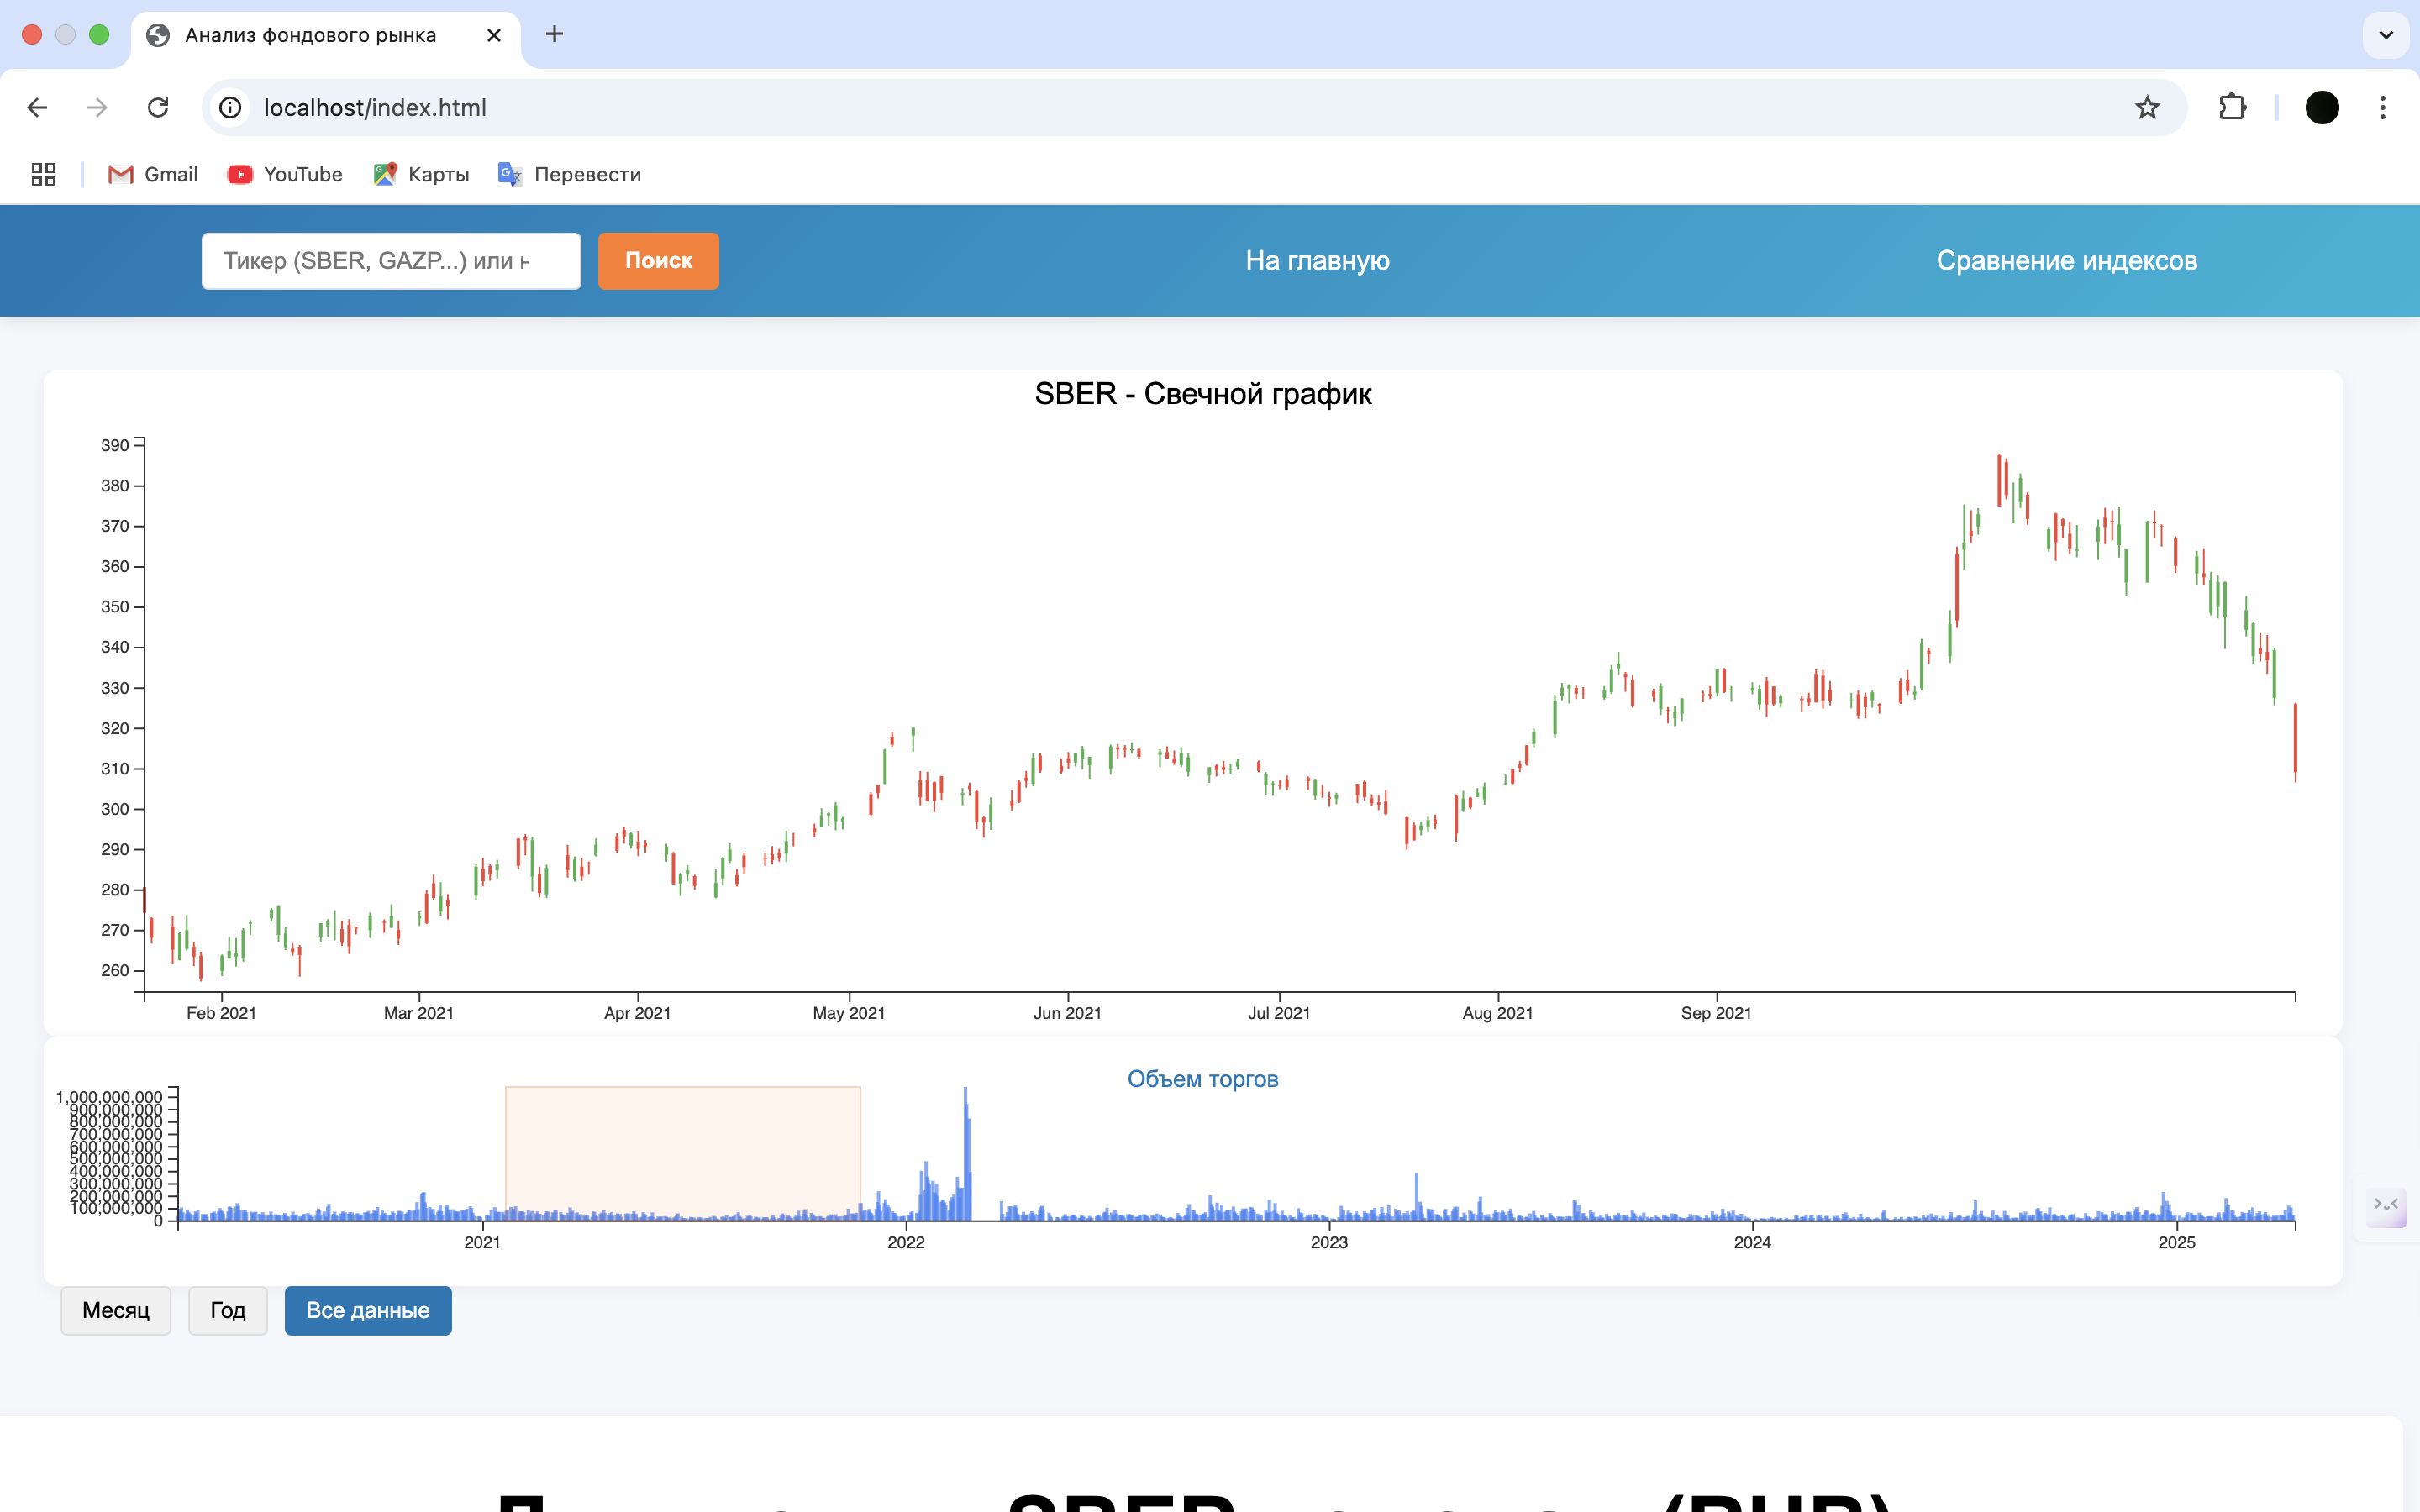 Анализ фондового рынка
localhost/index.html
Gmail YouTube Карты Перевести
Тикер (SBER, GAZP...) или н Поиск На главную Сравнение индексов
SBER - Свечной график
390
380
370
360
350
340
330
320
310
300
290
280
270
260
Feb 2021 Mar 2021 Apr 2021 May 2021 Jun 2021 Jul 2021 Aug 2021 Sep 2021
Объем торгов
1,000,000,000
900,000,000
800,000,000
700,000,000
600,000,000
500,000,000
400,000,000
300,000,000
200,000,000
100,000,000
0
2021 2022 2023 2024 2025
Месяц Год Все данные
SBER (RUB)